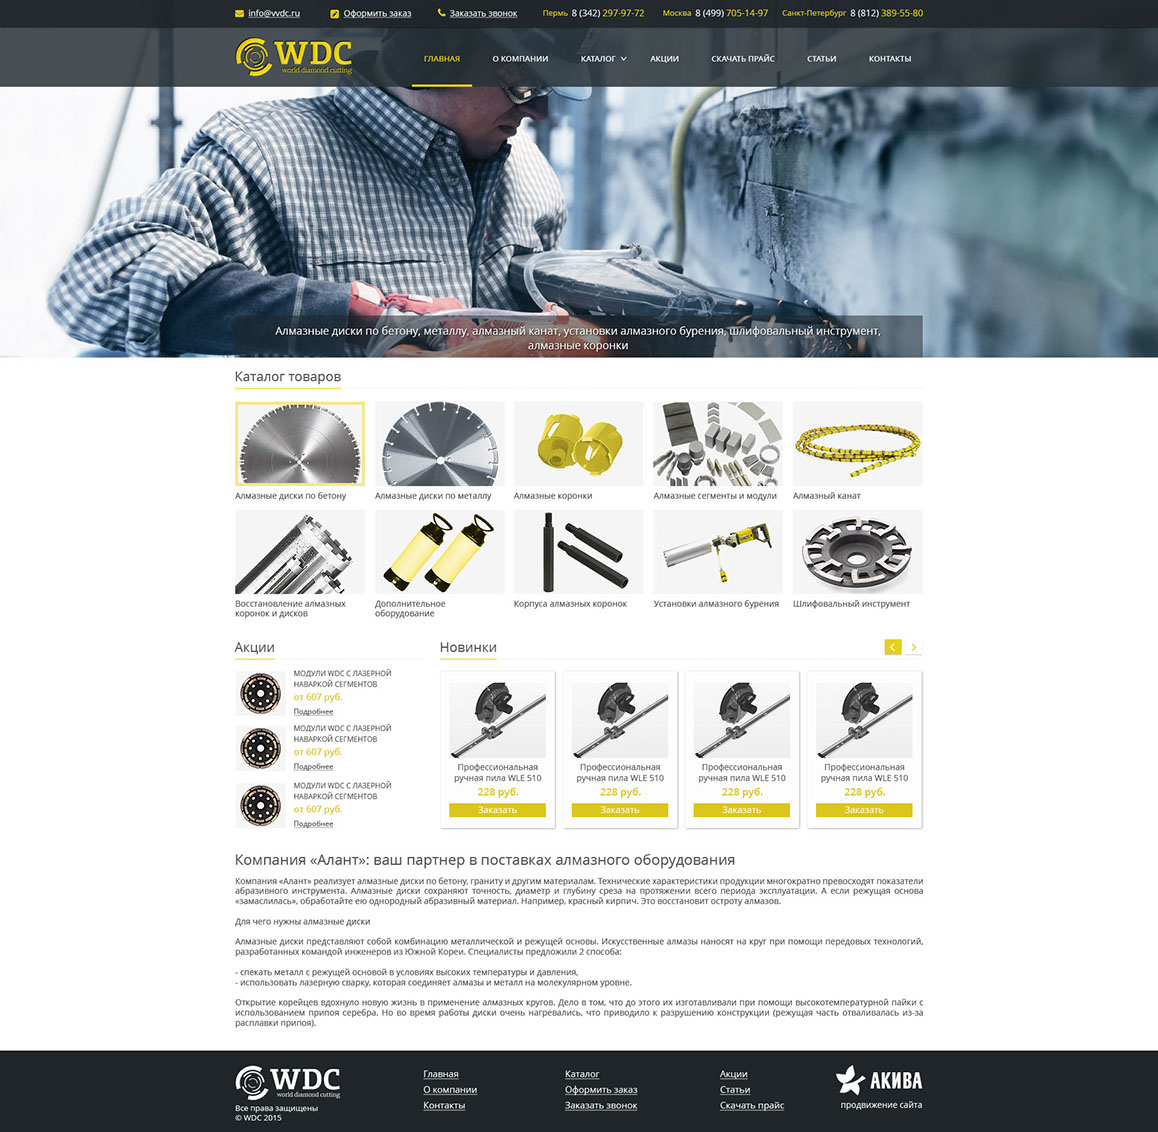 info@vvdc.ru Оформить заказ Заказать звонок Пермь 8 (342) 297-97-72 Москва 8 (499) 705-14-97 Санкт-Петербург 8 (812) 389-55-80
WDC
world diamond cutting
ГЛАВНАЯ О КОМПАНИИ КАТАЛОГ АКЦИИ СКАЧАТЬ ПРАЙС СТАТЬИ КОНТАКТЫ
Алмазные диски по бетону, металлу, алмазный канат, установки алмазного бурения, шлифовальный инструмент,
алмазные коронки
Каталог товаров
Алмазные диски по бетону
Алмазные диски по металлу
Алмазные коронки
Алмазные сегменты и модули
Алмазный канат
Восстановление алмазных
коронок и дисков
Дополнительное
оборудование
Корпуса алмазных коронок
Установки алмазного бурения
Шлифовальный инструмент
Акции
МОДУЛИ WDC С ЛАЗЕРНОЙ
НАВАРКОЙ СЕГМЕНТОВ
от 607 руб.
Подробнее
МОДУЛИ WDC С ЛАЗЕРНОЙ
НАВАРКОЙ СЕГМЕНТОВ
от 607 руб.
Подробнее
МОДУЛИ WDC С ЛАЗЕРНОЙ
НАВАРКОЙ СЕГМЕНТОВ
от 607 руб.
Подробнее
Новинки
Профессиональная
ручная пила WLE 510
228 руб.
Заказать
Профессиональная
ручная пила WLE 510
228 руб.
Заказать
Профессиональная
ручная пила WLE 510
228 руб.
Заказать
Профессиональная
ручная пила WLE 510
228 руб.
Заказать
Компания «Алант»: ваш партнер в поставках алмазного оборудования
Компания «Алант» реализует алмазные диски по бетону, граниту и другим материалам. Технические характеристики продукции многократно превосходят показатели
абразивного инструмента. Алмазные диски сохраняют точность, диаметр и глубину среза на протяжении всего периода эксплуатации. А если режущая основа
«замаслилась», обработайте ею однородный абразивный материал. Например, красный кирпич. Это восстановит остроту алмазов.
Для чего нужны алмазные диски
Алмазные диски представляют собой комбинацию металлической и режущей основы. Искусственные алмазы наносят на круг при помощи передовых технологий,
разработанных командой инженеров из Южной Кореи. Специалисты предложили 2 способа:
- спекать металл с режущей основой в условиях высоких температуры и давления,
- использовать лазерную сварку, которая соединяет алмазы и металл на молекулярном уровне.
Открытие корейцев вдохнуло новую жизнь в применение алмазных кругов. Дело в том, что до этого их изготавливали при помощи высокотемпературной пайки с
использованием припоя серебра. Но во время работы диски очень нагревались, что приводило к разрушению конструкции (режущая часть отваливалась из-за
расплавки припоя).
WDC
world diamond cutting
Все права защищены
© WDC 2015
Главная
О компании
Контакты
Каталог
Оформить заказ
Заказать звонок
Акции
Статьи
Скачать прайс
АКИВА
продвижение сайта